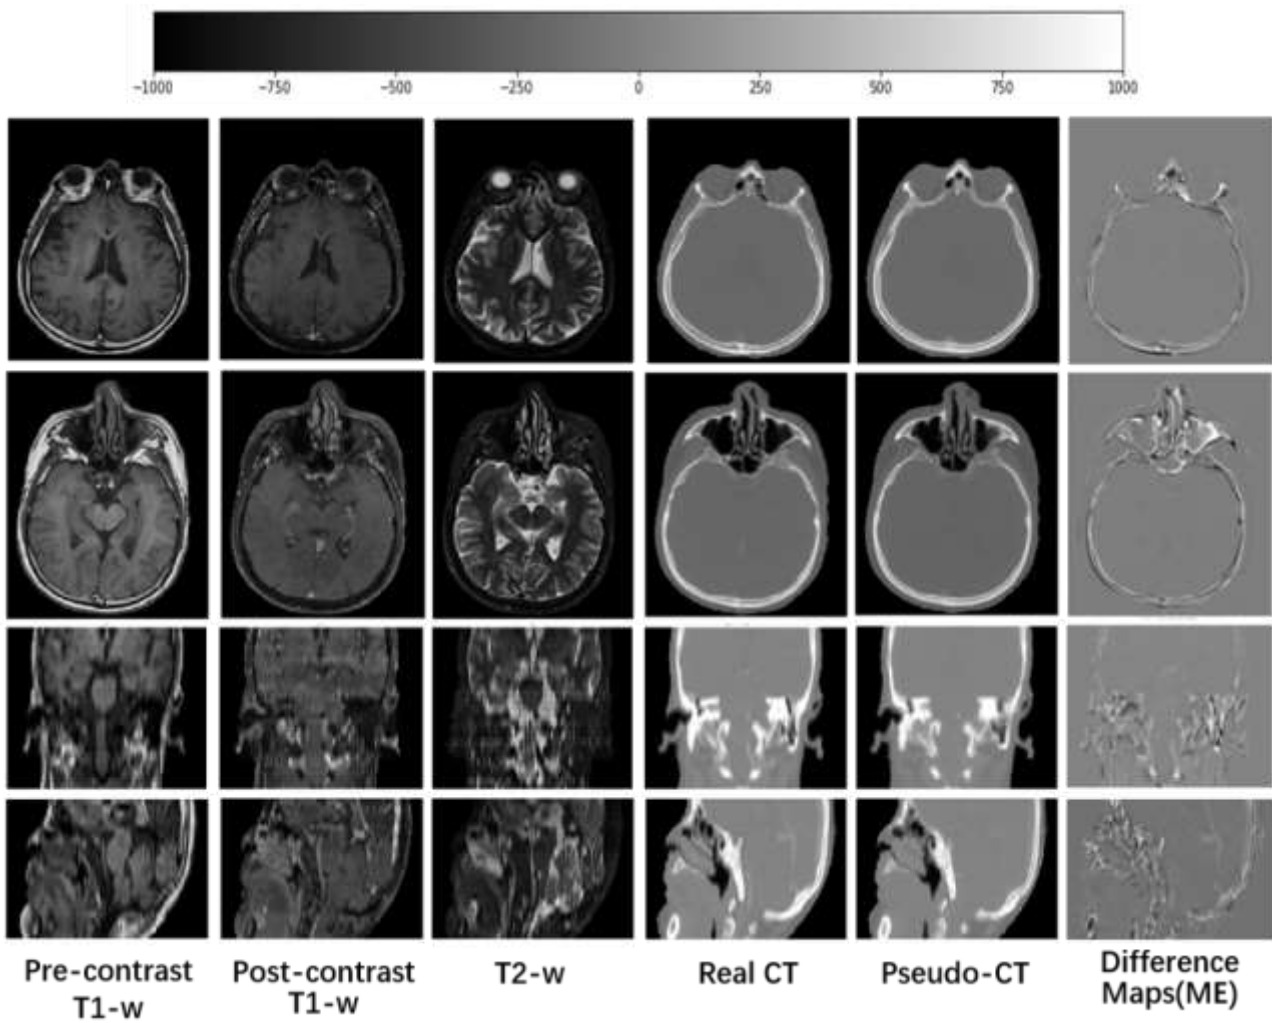 −1000 −750 −500 −250 0 250 500 750 1000
Pre-contrast
T1-w
Post-contrast
T1-w
T2-w
Real CT
Pseudo-CT
Difference
Maps(ME)